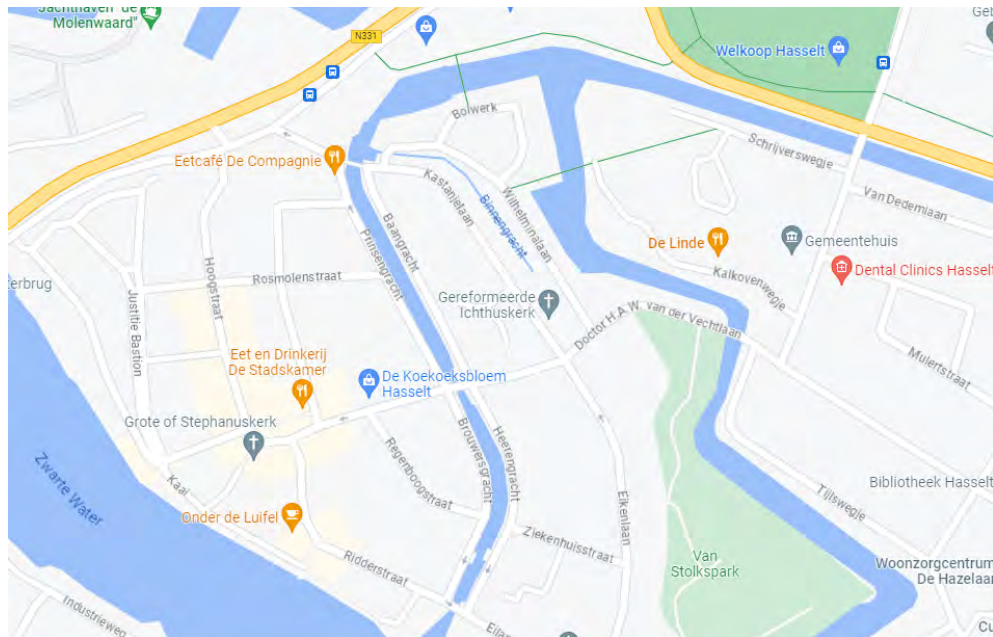 Jachthaven "de
Molenwaard"
N331
Welkoop Hasselt
Bolwerk
Eetcafé De Compagnie
Schrijverswegje
Kastanjelaan
Binnengracht
Wilhelminalaan
Van Dedemlaan
Baangracht
Prinsengracht
De Linde
Gemeentehuis
Dental Clinics Hasselt
Kalkovenwegje
Hoogstraat
Rosmolenstraat
Justitie Bastion
Gereformeerde
Ichthuskerk
Doctor H.A.W. van der Vechtlaan
Mulertstraat
Eet en Drinkerij
De Stadskamer
De Koekoeksbloem
Hasselt
Grote of Stephanuskerk
Brouwersgracht
Heerengracht
Regenboogstraat
Eikenlaan
Zwarte Water
Kaai
Bibliotheek Hasselt
Tijlswegje
Onder de Luifel
Ziekenhuisstraat
Ridderstraat
Van
Stolkspark
Woonzorgcentrum
De Hazelaar
Industrieweg